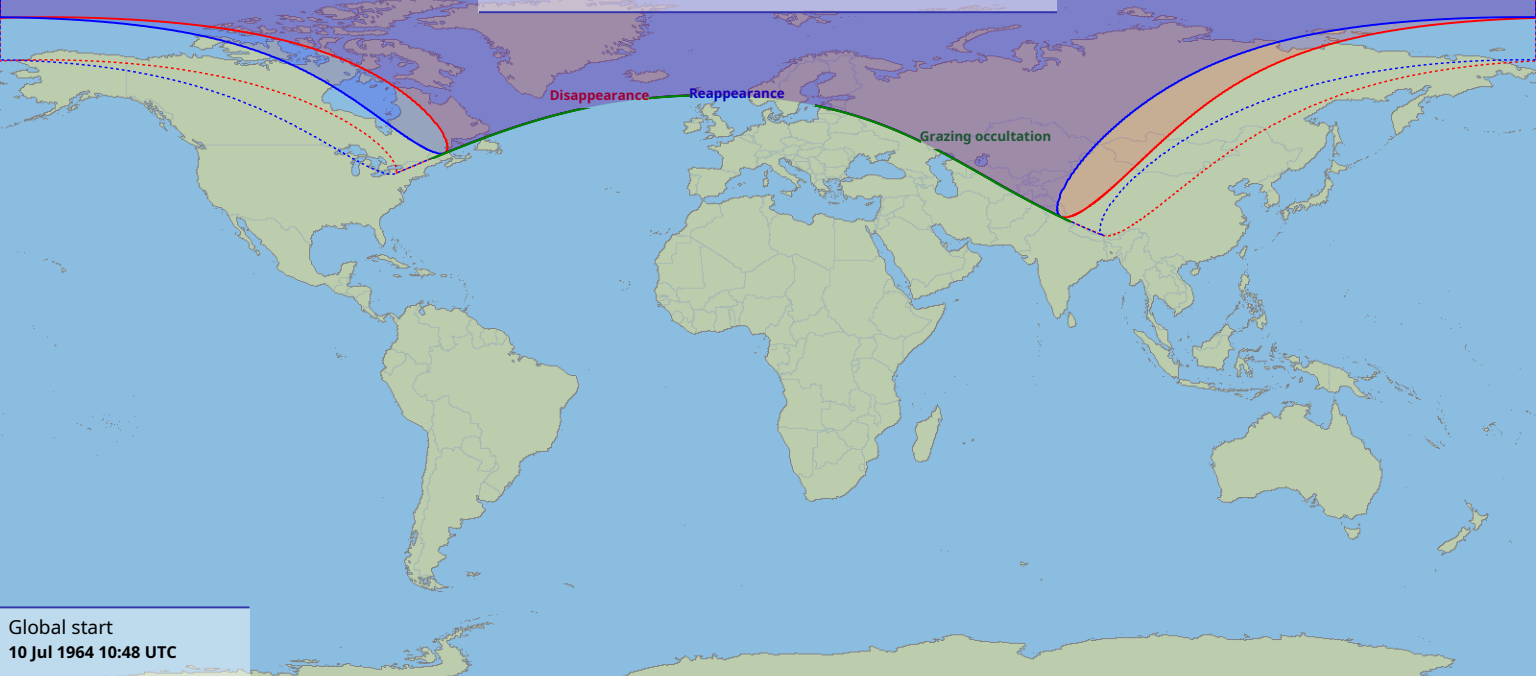 Disappearance
Reappearance
Grazing occultation
Global start
10 Jul 1964 10:48 UTC